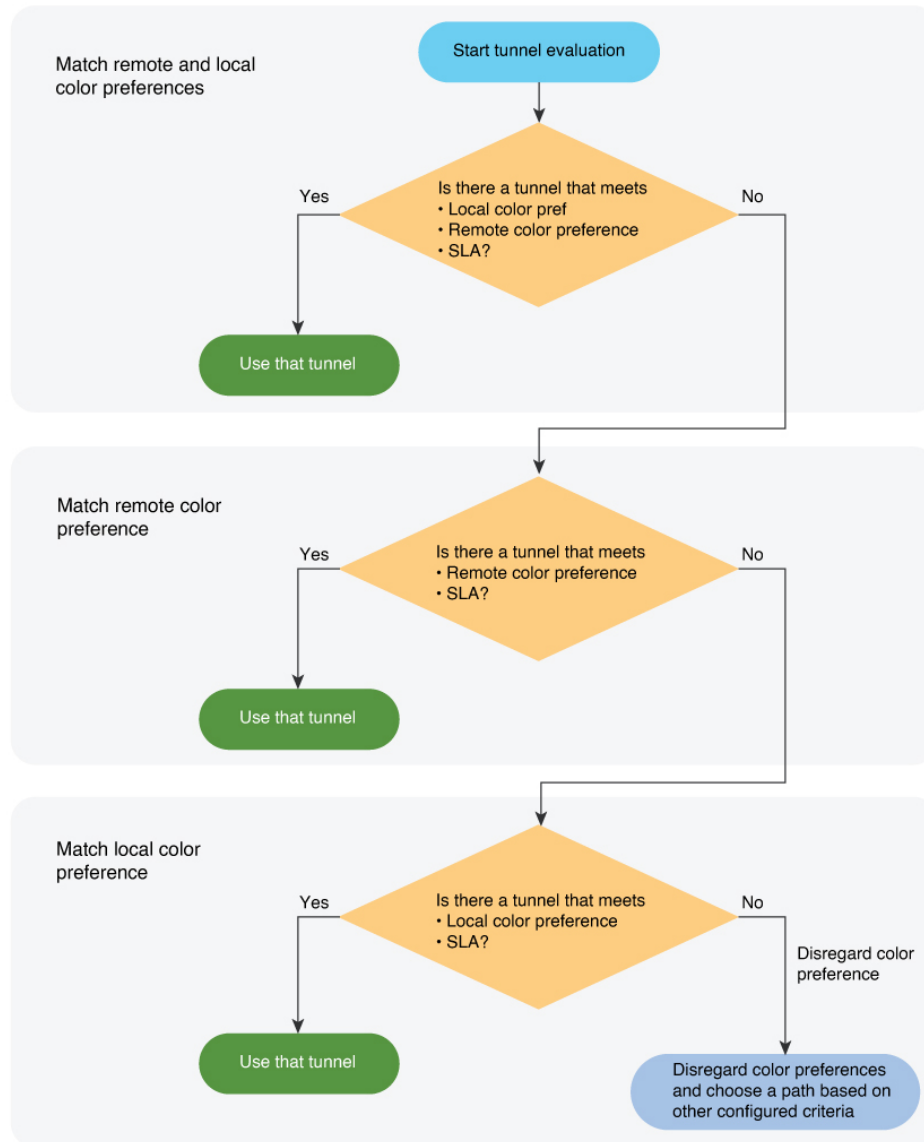 Start tunnel evaluation
Match remote and local
color preferences
Yes
Is there a tunnel that meets
• Local color pref
• Remote color preference
• SLA?
No
Use that tunnel
Match remote color
preference
Yes
Is there a tunnel that meets
• Remote color preference
• SLA?
No
Use that tunnel
Match local color
preference
Yes
Is there a tunnel that meets
• Local color preference
• SLA?
No
Disregard color
preference
Use that tunnel
Disregard color preferences
and choose a path based on
other configured criteria